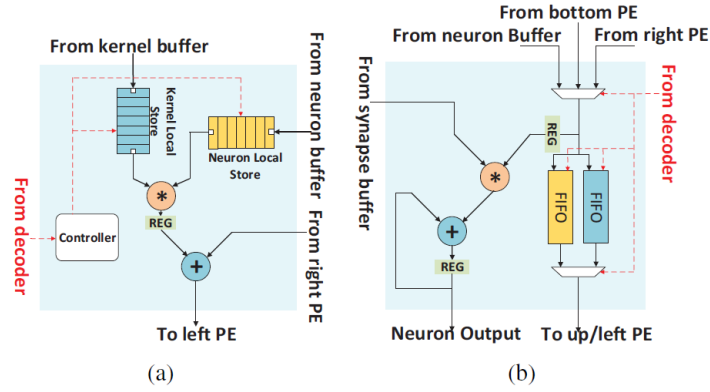 From kernel buffer
Kernel Local
Store
Neuron Local
Store
From neuron buffer
*
REG
+
From decoder
Controller
From right PE
To left PE
(a)
From bottom PE
From neuron Buffer
From right PE
From synapse buffer
From decoder
REG
*
FIFO
FIFO
+
REG
Neuron Output
To up/left PE
(b)